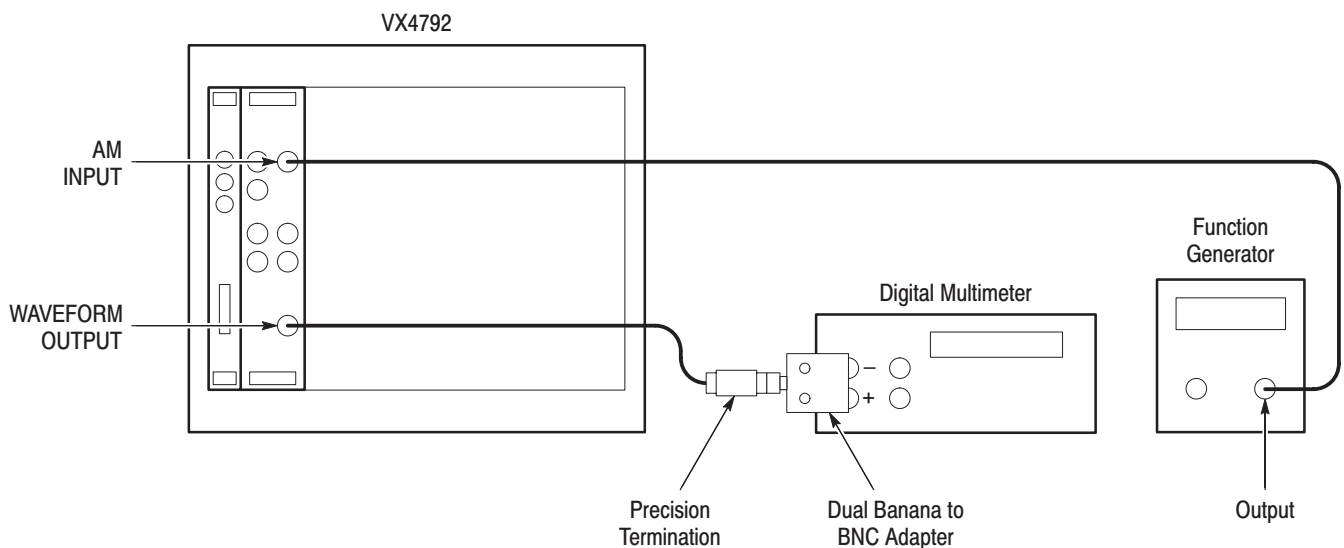 VX4792
AM
INPUT
WAVEFORM
OUTPUT
Function
Generator
Digital Multimeter
–
+
Precision
Termination
Dual Banana to
BNC Adapter
Output